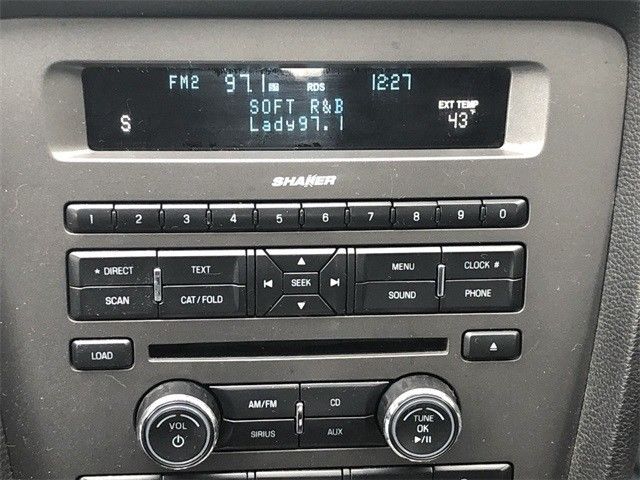 FM2 97.1 RDS 12:27
SOFT R&B EXT TEMP
S Lady97.1 43°
SHAKER
1 2 3 4 5 6 7 8 9 0
* DIRECT TEXT MENU CLOCK #
SEEK
SCAN CAT/FOLD SOUND PHONE
LOAD
AM/FM CD
VOL TUNE
OK
SIRIUS AUX